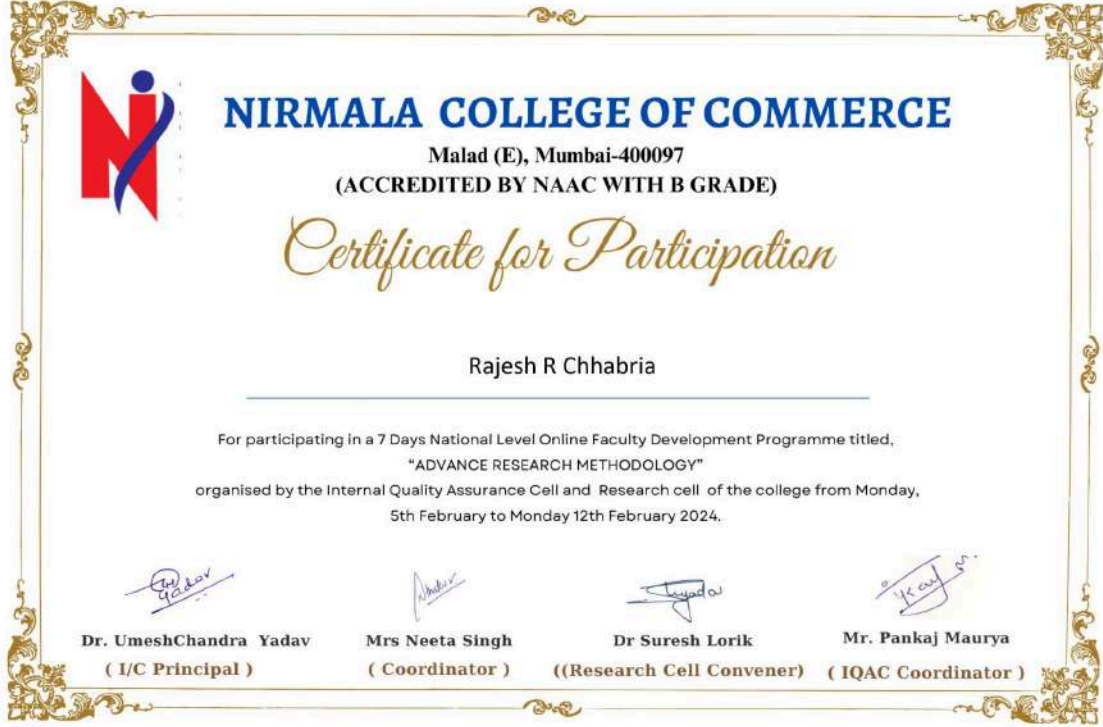 NIRMALA COLLEGE OF COMMERCE
Malad (E), Mumbai-400097
(ACCREDITED BY NAAC WITH B GRADE)
Certificate for Participation
Rajesh R Chhabria
For participating in a 7 Days National Level Online Faculty Development Programme titled,
“ADVANCE RESEARCH METHODOLOGY”
organised by the Internal Quality Assurance Cell and Research cell of the college from Monday,
5th February to Monday 12th February 2024.
Dr. UmeshChandra Yadav Mrs Neeta Singh Dr Suresh Lorik Mr. Pankaj Maurya
( I/C Principal ) ( Coordinator ) ((Research Cell Convener) ( IQAC Coordinator )